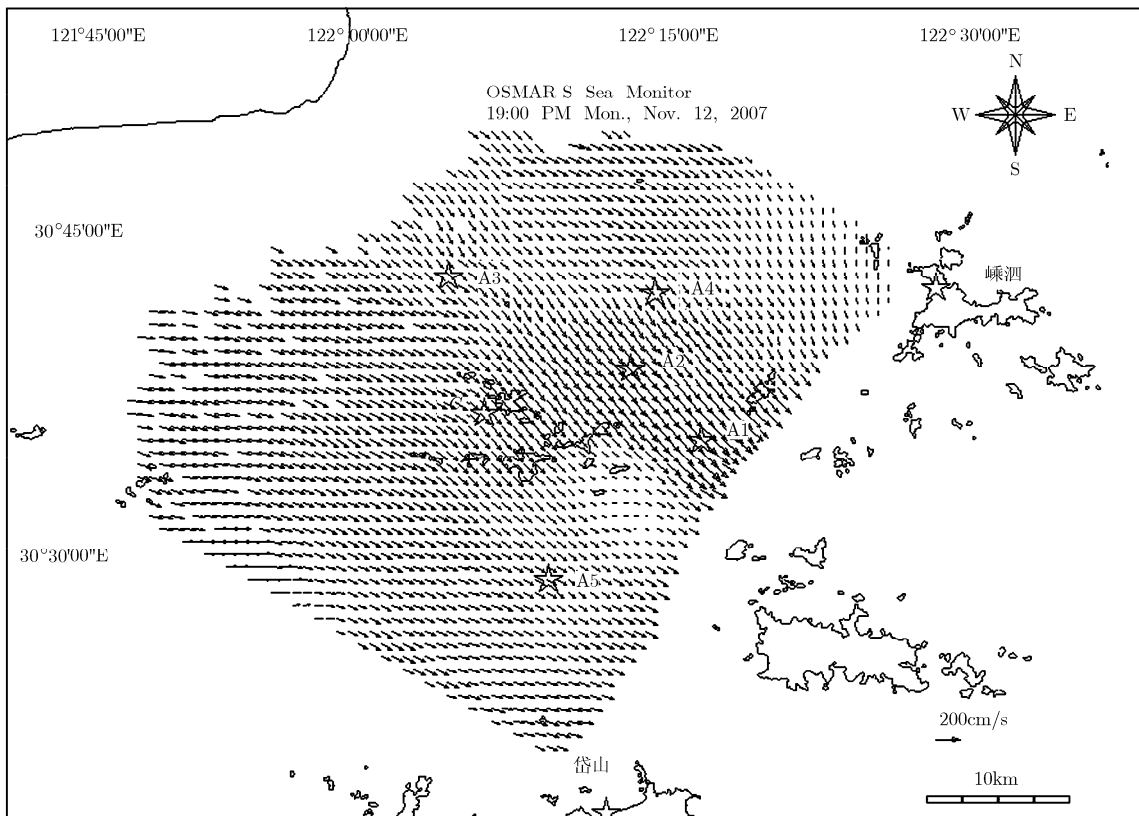 121°45'00"E
122°00'00"E
122°15'00"E
122°30'00"E
OSMAR S Sea Monitor
19:00 PM Mon., Nov. 12, 2007
N
W
E
S
30°45'00"E
A3
A4
嵊泗
A2
A1
30°30'00"E
A5
200cm/s
岱山
10km